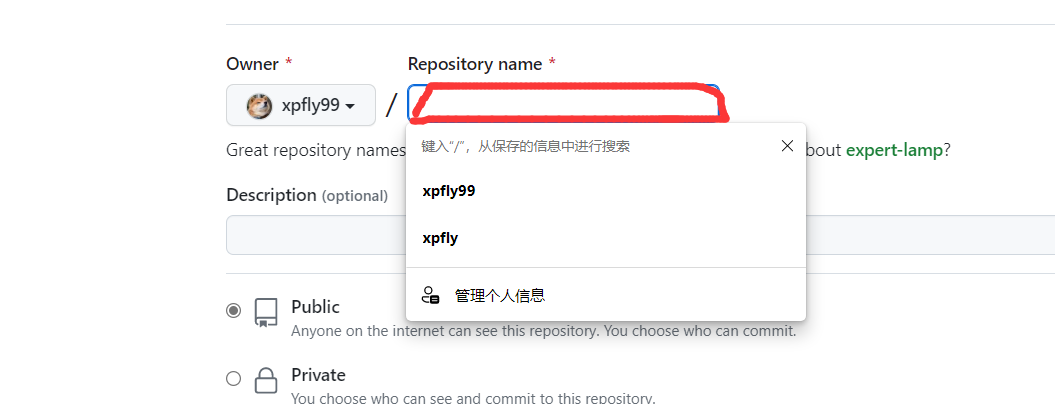 Owner *
Repository name *
xpfly99
/
Great repository names
bout expert-lamp?
键入“/”，从保存的信息中进行搜索
xpfly99
xpfly
管理个人信息
Description (optional)
Public
Anyone on the internet can see this repository. You choose who can commit.
Private
You choose who can see and commit to this repository.